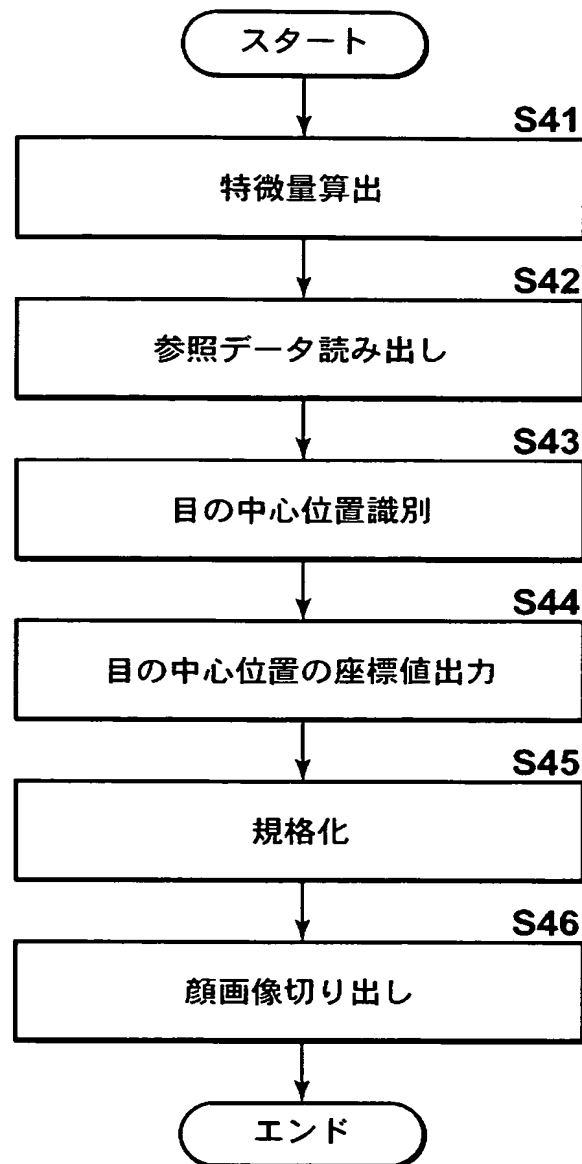 スタート
S41
特微量算出
S42
参照データ読み出し
S43
目の中心位置識別
S44
目の中心位置の座標値出力
S45
規格化
S46
顔画像切り出し
エンド